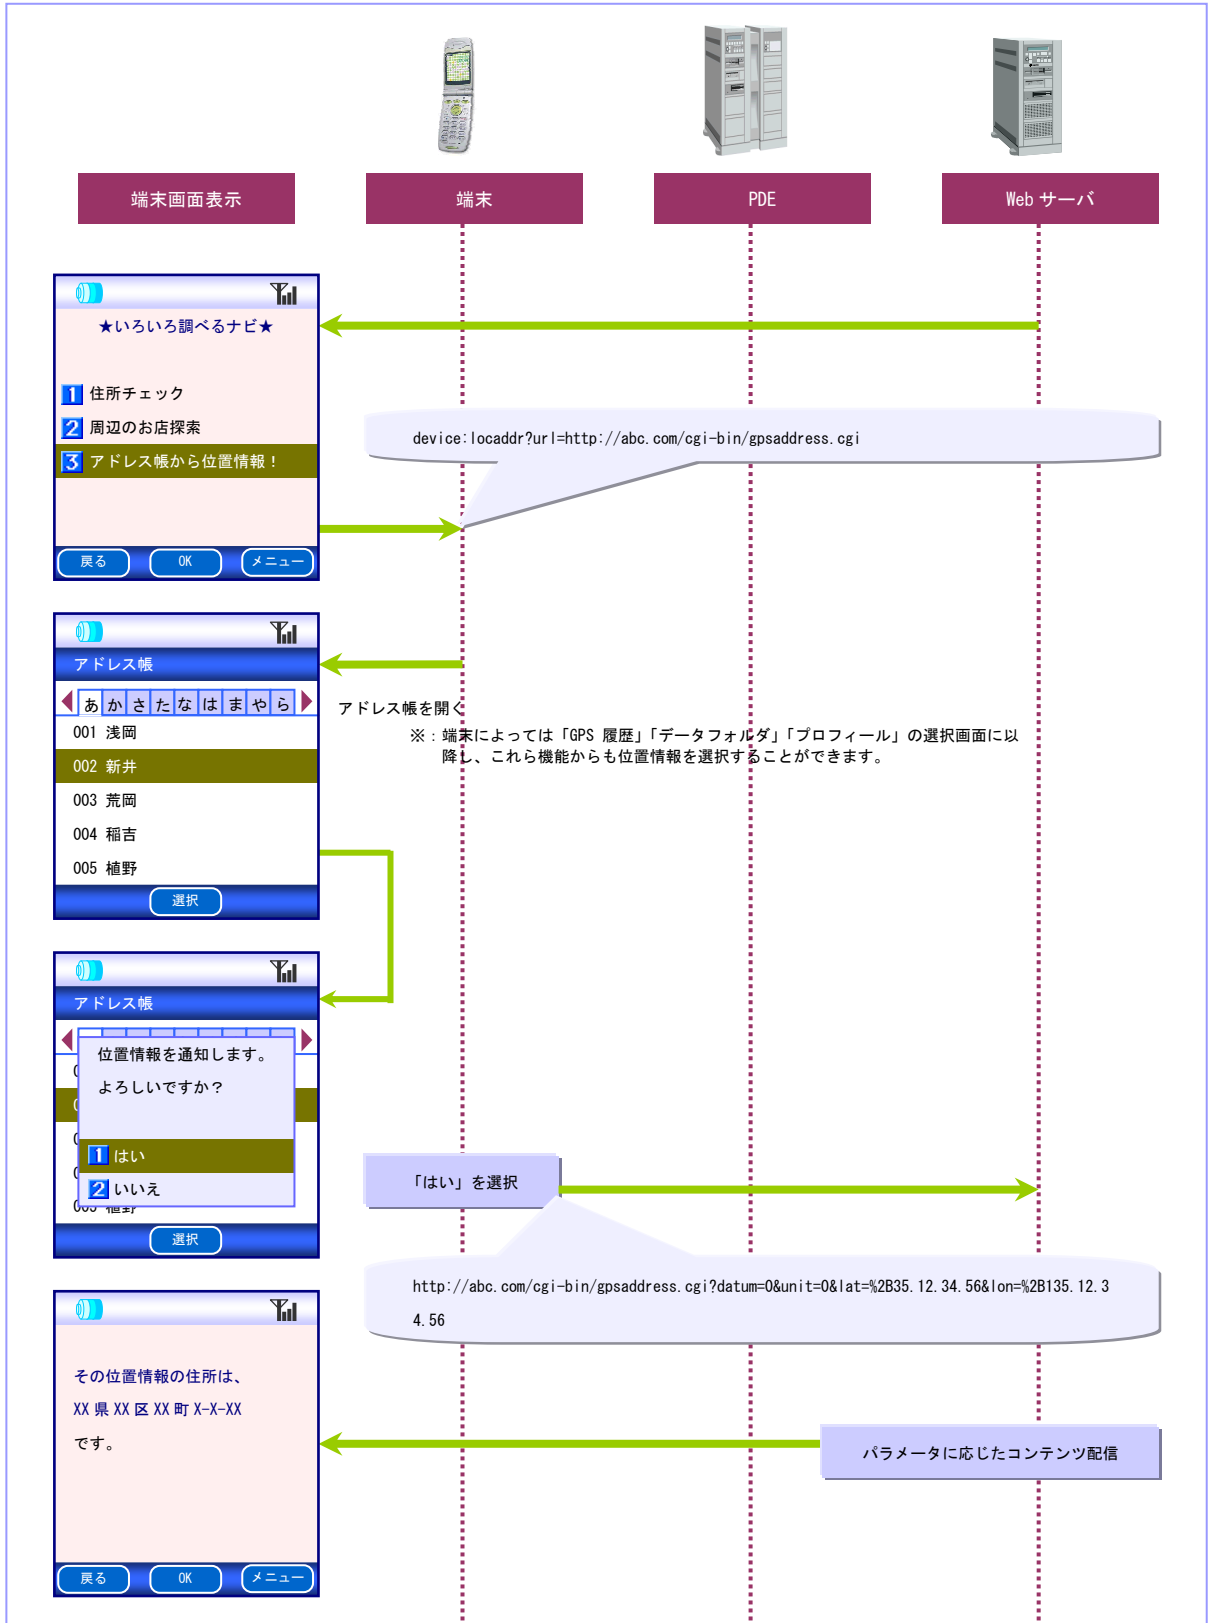 端末画面表示
端末
PDE
Web サーバ
★いろいろ調べるナビ★
1 住所チェック
2 周辺のお店探索
3 アドレス帳から位置情報！
戻る
OK
メニュー
device:locaddr?url=http://abc.com/cgi-bin/gpsaddress.cgi
アドレス帳
あ か さ た な は ま や ら
001 浅岡
002 新井
003 荒岡
004 稲吉
005 植野
選択
アドレス帳を開く
※：端末によっては「GPS 履歴」「データフォルダ」「プロフィール」の選択画面に以
降し、これら機能からも位置情報を選択することができます。
アドレス帳
位置情報を通知します。
よろしいですか？
1 はい
2 いいえ
選択
「はい」を選択
http://abc.com/cgi-bin/gpsaddress.cgi?datum=0&unit=0&lat=%2B35.12.34.56&lon=%2B135.12.3
4.56
その位置情報の住所は、
XX 県 XX 区 XX 町 X-X-XX
です。
戻る
OK
メニュー
パラメータに応じたコンテンツ配信